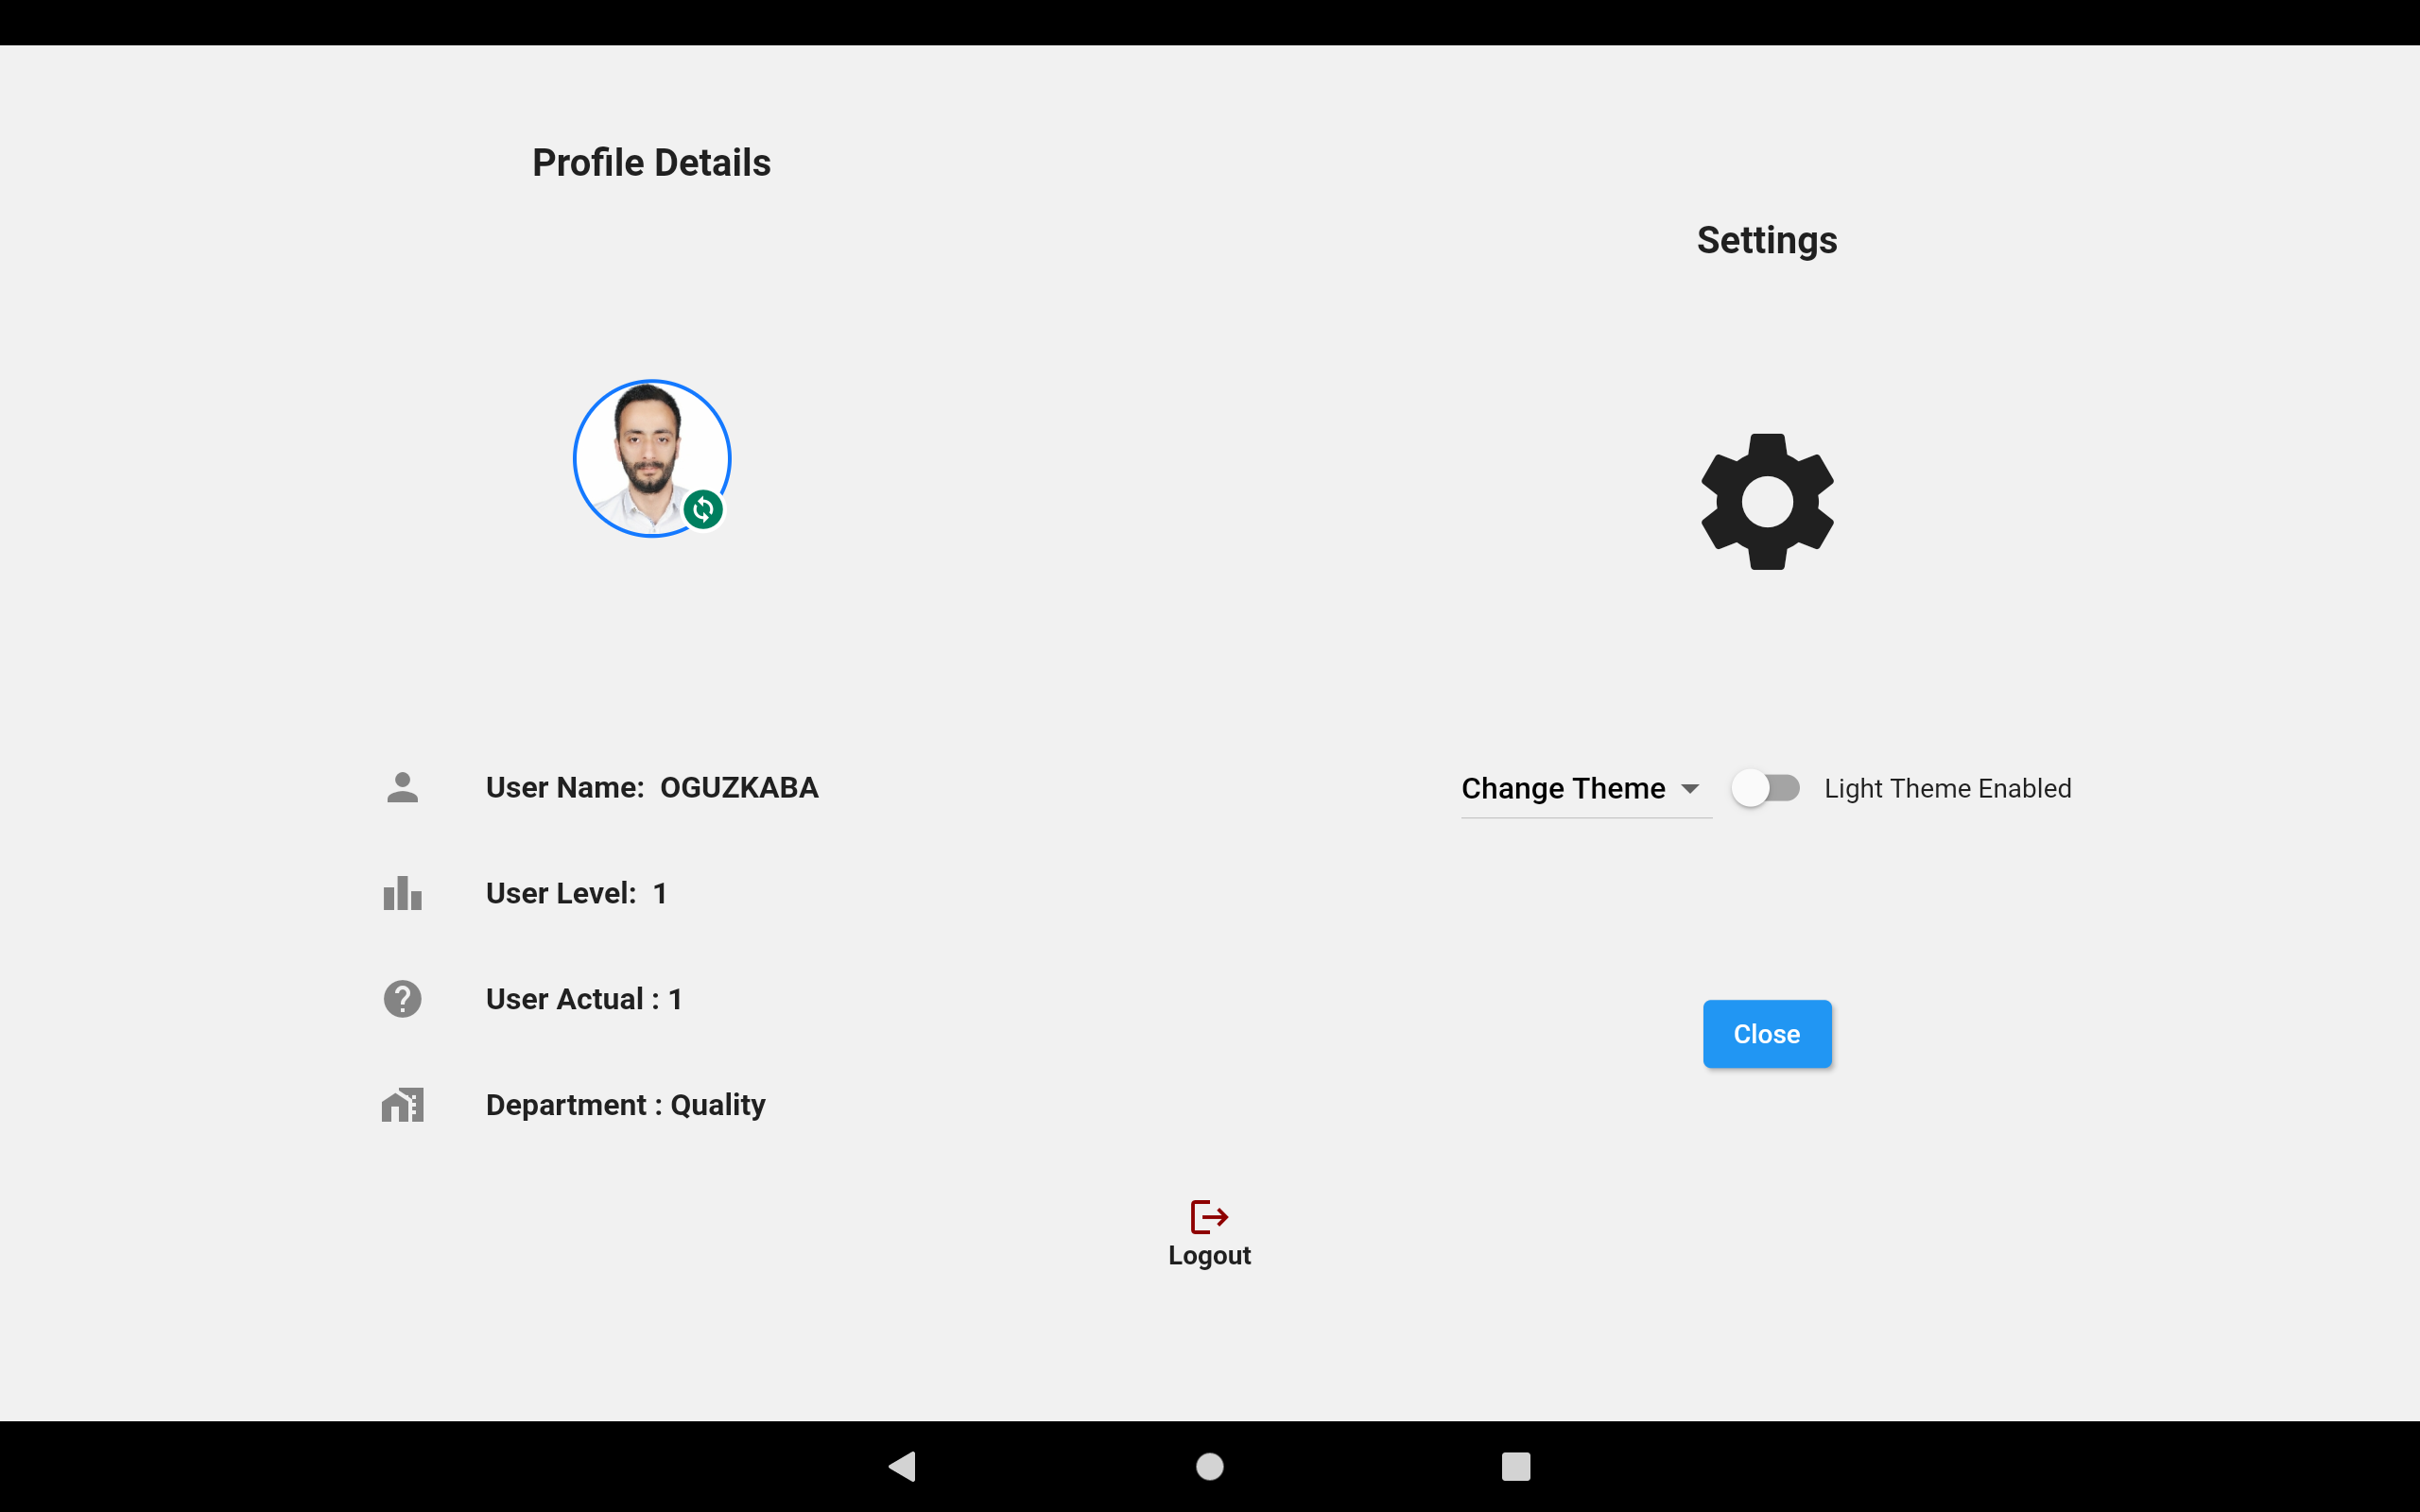 Profile Details
Settings
User Name: OGUZKABA
User Level: 1
User Actual : 1
Department : Quality
Change Theme
Light Theme Enabled
Close
Logout